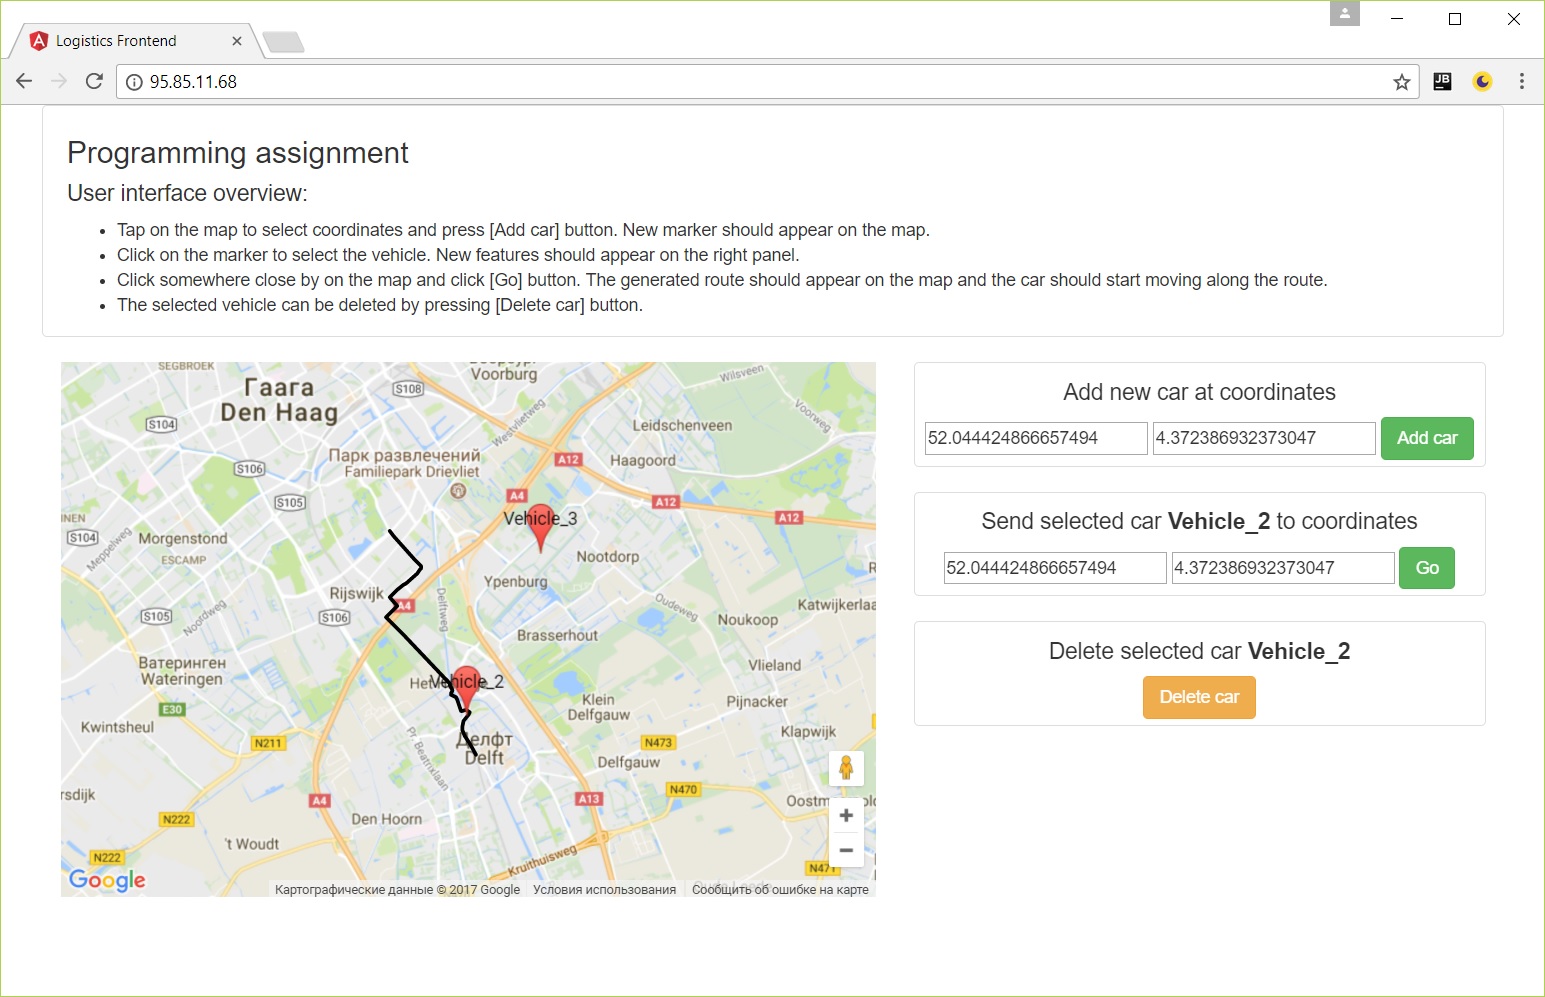 Logistics Frontend
95.85.11.68
JB
Programming assignment
User interface overview:
Tap on the map to select coordinates and press [Add car] button. New marker should appear on the map.
Click on the marker to select the vehicle. New features should appear on the right panel.
Click somewhere close by on the map and click [Go] button. The generated route should appear on the map and the car should start moving along the route.
The selected vehicle can be deleted by pressing [Delete car] button.
SEGBROEK
Voorburg
Wilsveen
Гаага
Den Haag
S108
S104
Westvlietweg
Voorweg
Leidschenveen
Парк развлечений
Familiepark Drievliet
A12
Haagoord
S106
S105
A4
A12
A12
Vehicle_3
S104
Morgenstond
ESCAMP
Meppelweg
Nootdorp
Ypenburg
Rijswijk
A4
Delftweg
Oudeweg
Katwijkerlaa
S105
Noordweg
S106
Noukoop
Brasserhout
Ватеринген
Wateringen
Vlieland
Vehicle_2
Klein
Delfgauw
Pijnacker
E30
Kwintsheul
Klapwijk
Делфт
Delft
N211
N473
Pr. Beatrixlaan
Delfgauw
rsdijk
A4
A13
N470
N222
Den Hoorn
't Woudt
N222
Kruithuisweg
N471
Google
Картографические данные © 2017 Google
Условия использования
Сообщить об ошибке на карте
Add new car at coordinates
52.044424866657494 4.372386932373047 Add car
Send selected car Vehicle_2 to coordinates
52.044424866657494 4.372386932373047 Go
Delete selected car Vehicle_2
Delete car